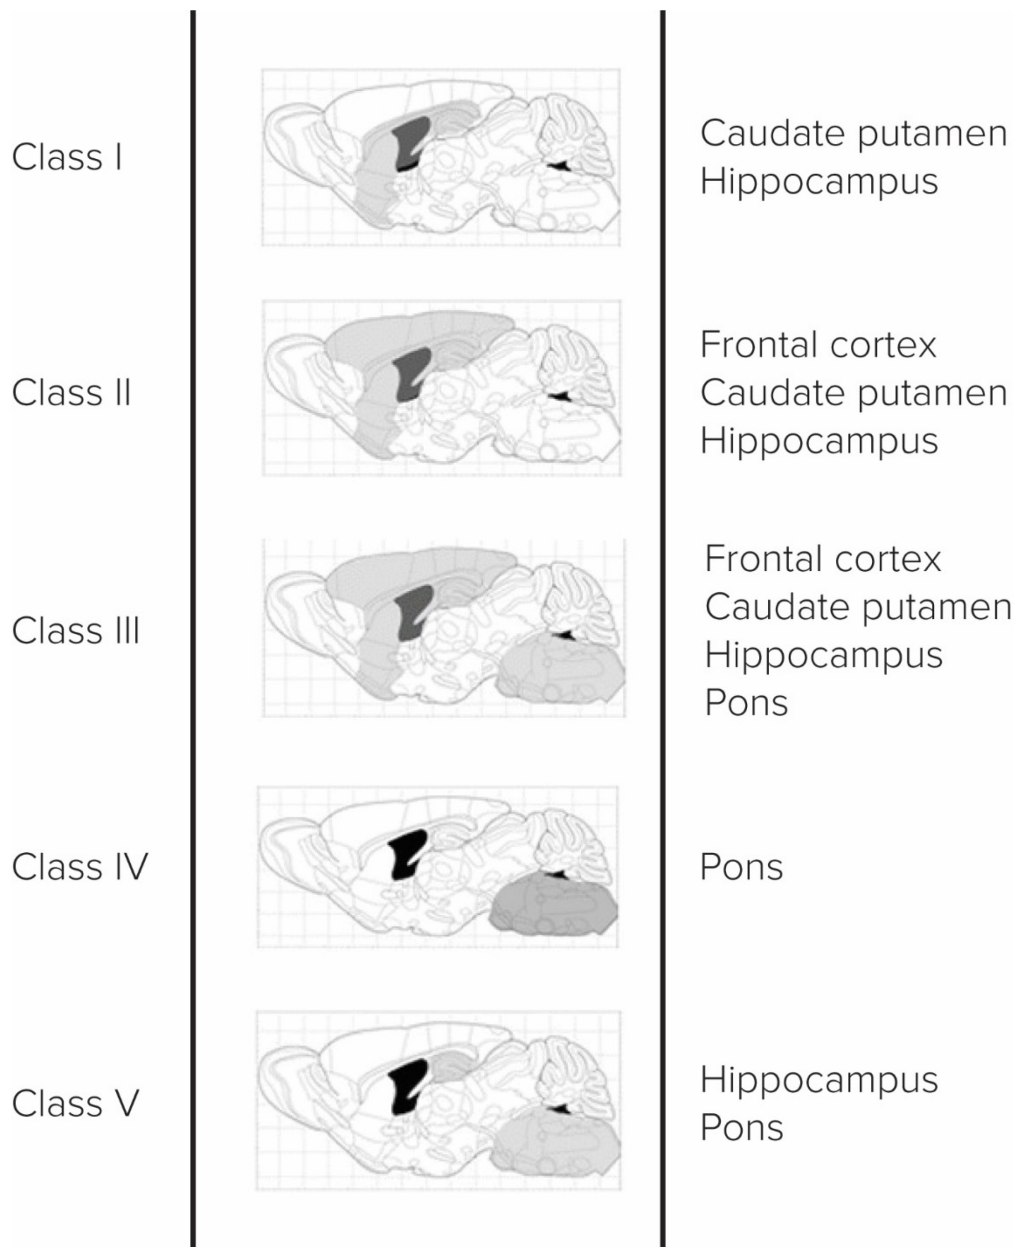 Class I
Caudate putamen
Hippocampus
Class II
Frontal cortex
Caudate putamen
Hippocampus
Class III
Frontal cortex
Caudate putamen
Hippocampus
Pons
Class IV
Pons
Class V
Hippocampus
Pons